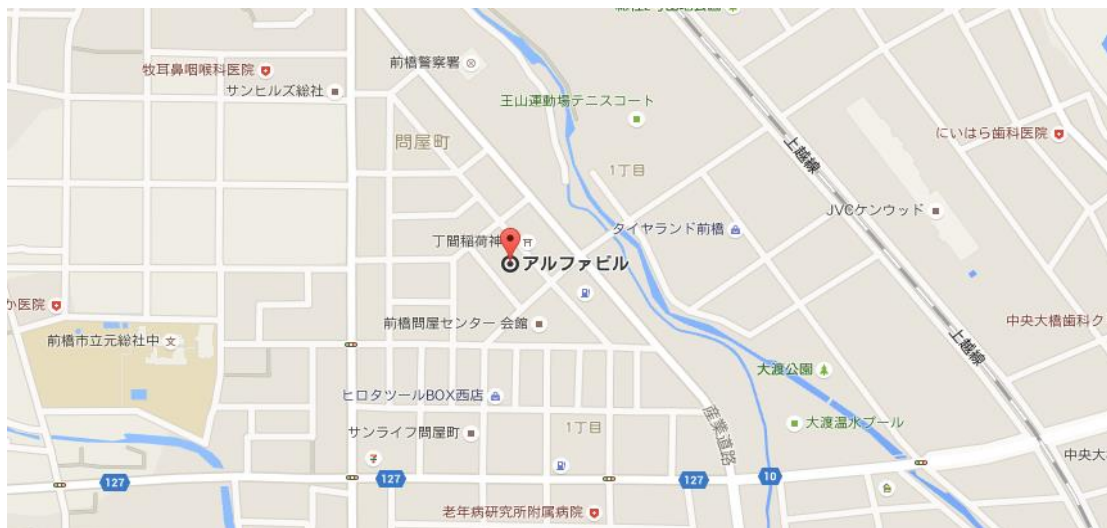 前橋警察署
牧耳鼻咽喉科医院
サンヒルズ総社
王山運動場テニスコート
にいはら歯科医院
問屋町
上越線
1丁目
JVCケンウッド
タイヤランド前橋
丁間稲荷神
アルファビル
か医院
前橋問屋センター 会館
中央大橋歯科ク
前橋市立元総社中
上越線
大渡公園
ヒロタツールBOX西店
産業道路
大渡温水プール
サンライフ問屋町
1丁目
中央大
127
127
10
老年病研究所附属病院